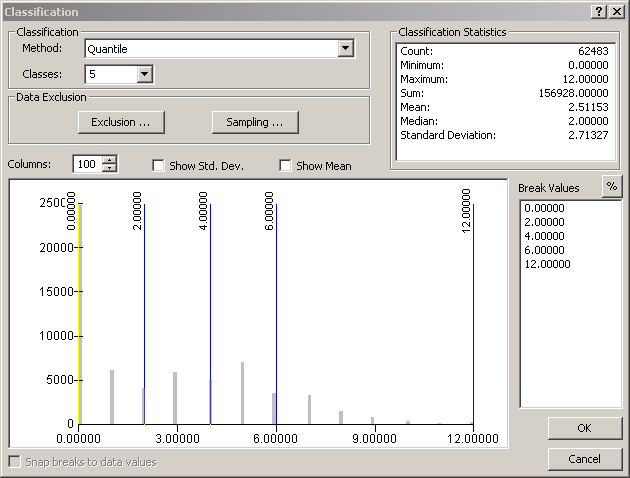 Classification
Classification
Method: Quantile
Classes: 5
Data Exclusion
Exclusion ...
Sampling ...
Classification Statistics
Count: 62483
Minimum: 0.00000
Maximum: 12.00000
Sum: 156928.00000
Mean: 2.51153
Median: 2.00000
Standard Deviation: 2.71327
Columns: 100
Show Std. Dev.
Show Mean
Break Values
%
0.00000
2.00000
4.00000
6.00000
12.00000
0.00000
2.00000
4.00000
6.00000
12.00000
20000
15000
10000
5000
0
0.00000 3.00000 6.00000 9.00000 12.00000
OK
Snap breaks to data values
Cancel